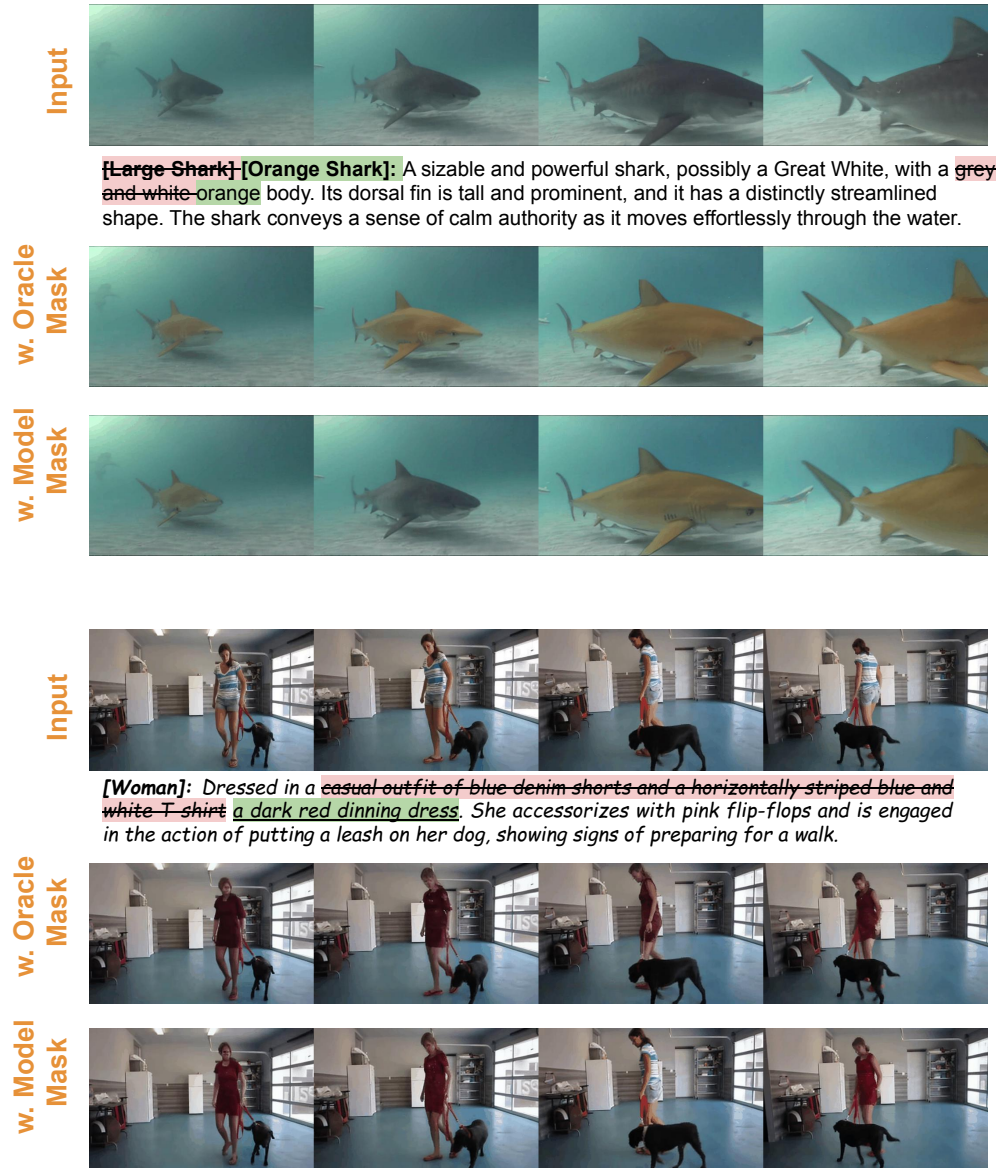 Input
[Large Shark] [Orange Shark]: A sizable and powerful shark, possibly a Great White, with a grey
and white orange body. Its dorsal fin is tall and prominent, and it has a distinctly streamlined
shape. The shark conveys a sense of calm authority as it moves effortlessly through the water.
w. Oracle
Mask
w. Model
Mask
Input
[Woman]: Dressed in a casual outfit of blue denim shorts and a horizontally striped blue and
white T-shirt a dark red dinning dress. She accessorizes with pink flip-flops and is engaged
in the action of putting a leash on her dog, showing signs of preparing for a walk.
w. Oracle
Mask
w. Model
Mask